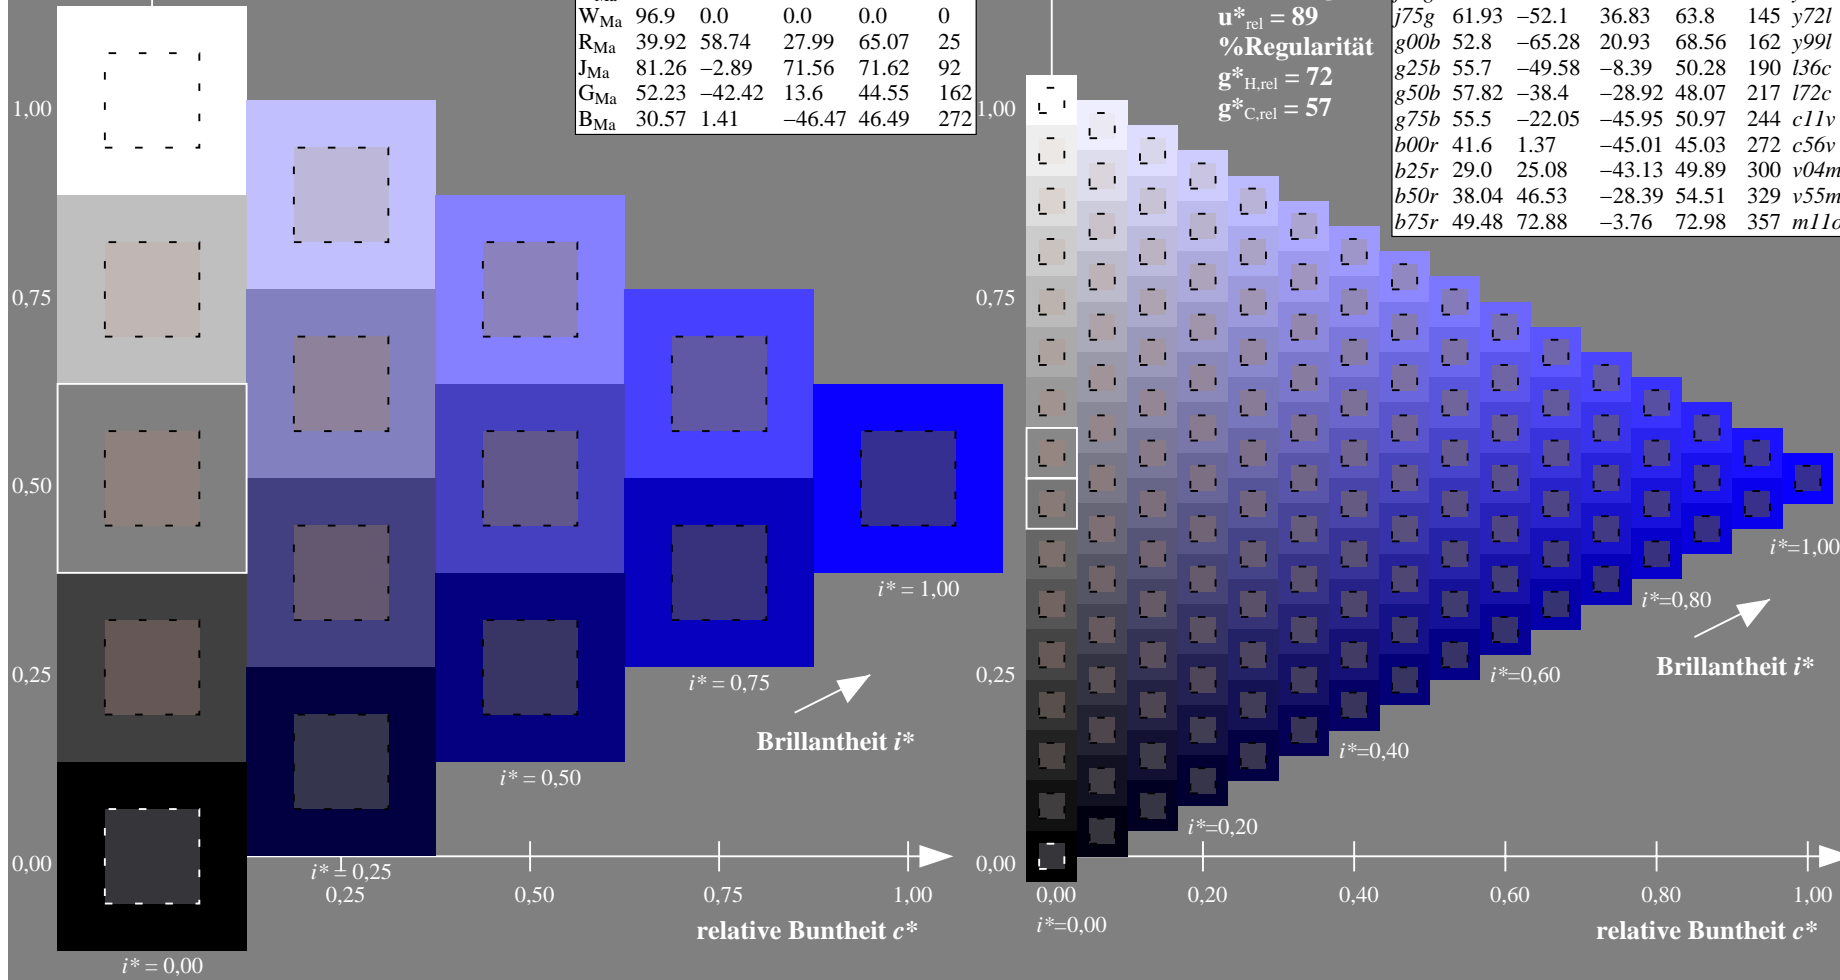 W_Ma 96.9 0.0 0.0 0.0 0
R_Ma 39.92 58.74 27.99 65.07 25
J_Ma 81.26 −2.89 71.56 71.62 92
G_Ma 52.23 −42.42 13.6 44.55 162
B_Ma 30.57 1.41 −46.47 46.49 272
u*_rel = 89
%Regularität
g*_H,rel = 72
g*_C,rel = 57
j75g 61.93 −52.1 36.83 63.8 145 y72l
g00b 52.8 −65.28 20.93 68.56 162 y99l
g25b 55.7 −49.58 −8.39 50.28 190 l36c
g50b 57.82 −38.4 −28.92 48.07 217 l72c
g75b 55.5 −22.05 −45.95 50.97 244 c11v
b00r 41.6 1.37 −45.01 45.03 272 c56v
b25r 29.0 25.08 −43.13 49.89 300 v04m
b50r 38.04 46.53 −28.39 54.51 329 v55m
b75r 49.48 72.88 −3.76 72.98 357 m11o
1,00
0,75
0,50
0,25
0,00
i* = 1,00
i* = 0,75
Brillantheit i*
i* = 0,50
i* = 0,25
0,25 0,50 0,75 1,00
relative Buntheit c*
i* = 0,00
1,00
0,75
0,50
0,25
0,00
i*=1,00
i*=0,80
Brillantheit i*
i*=0,60
i*=0,40
i*=0,20
0,00 0,20 0,40 0,60 0,80 1,00
i*=0,00
relative Buntheit c*